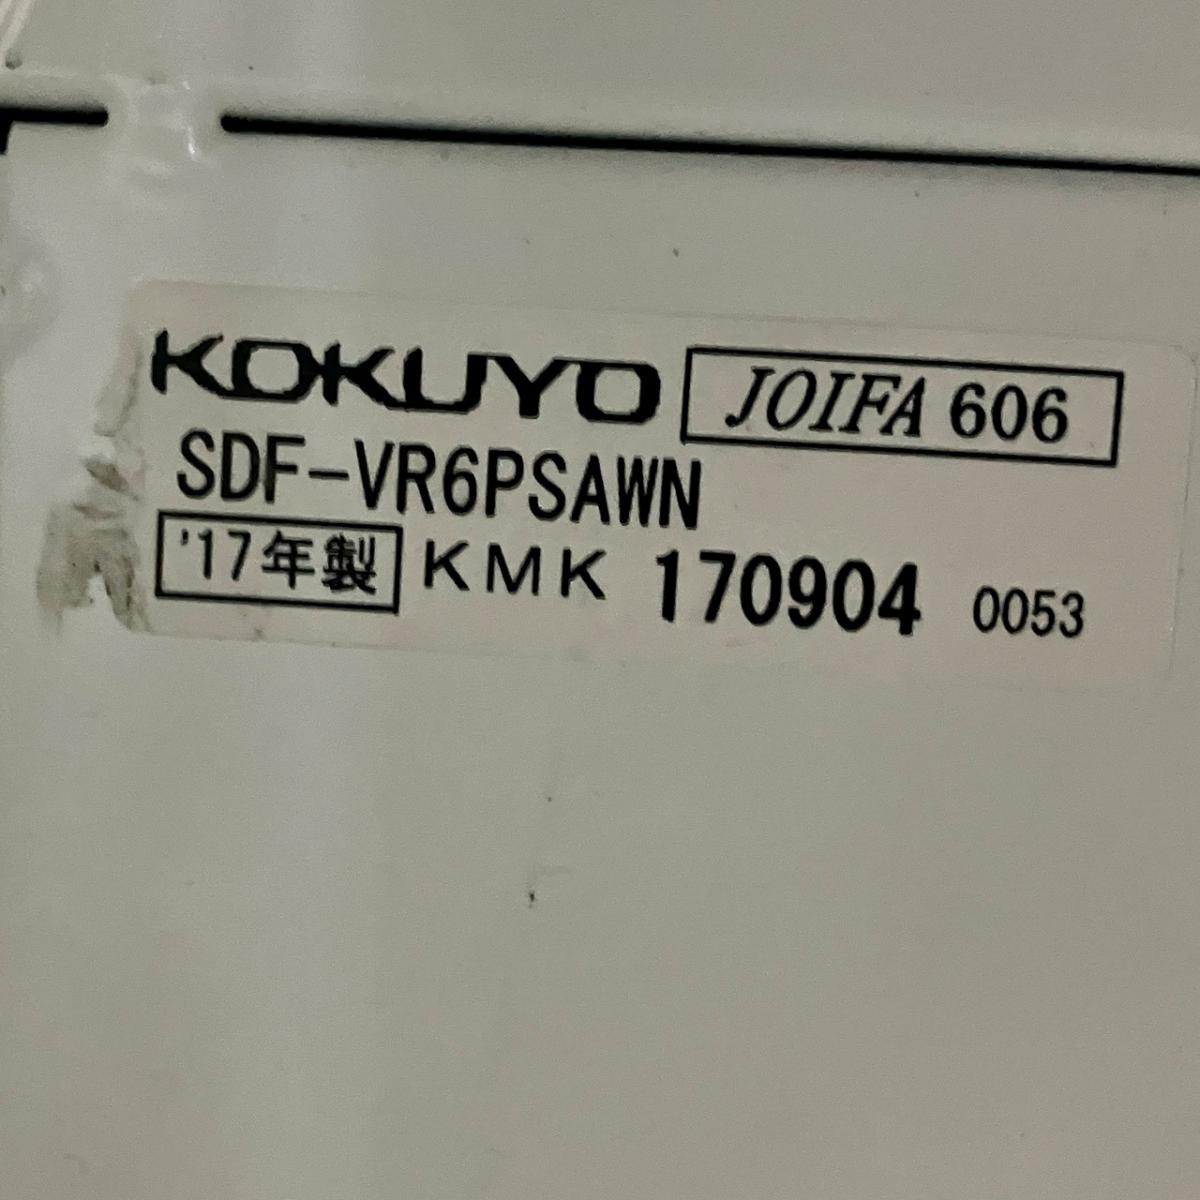 KOKUYO JOIFA 606
SDF-VR6PSAWN
'17年製 KMK 170904 0053